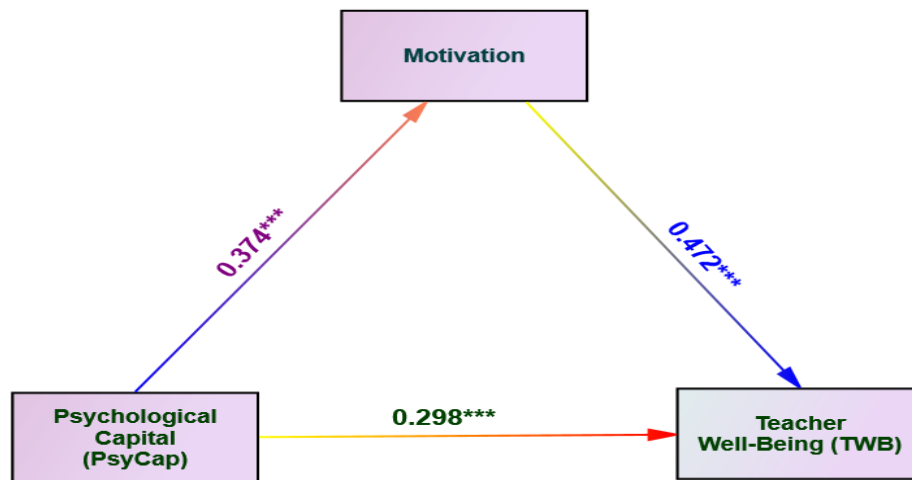 Motivation
0.374***
0.472***
Psychological
Capital
(PsyCap)
0.298***
Teacher
Well-Being (TWB)